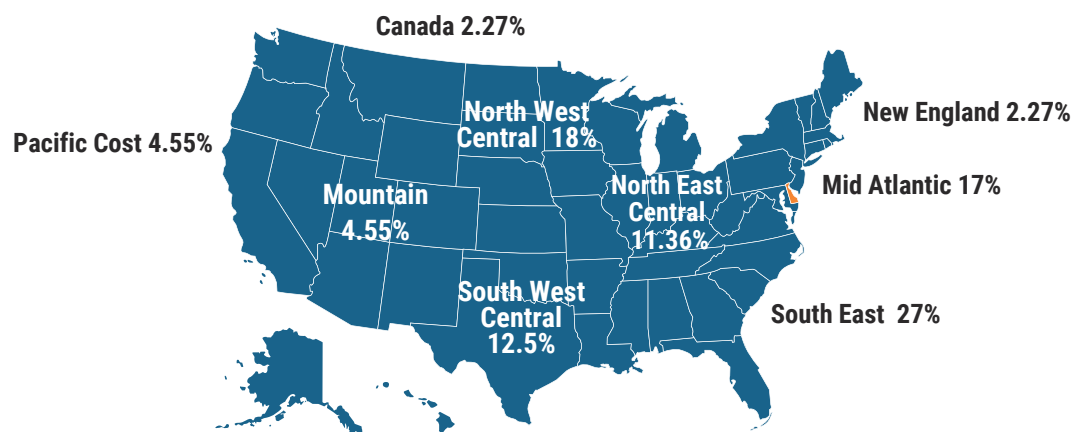 Canada 2.27%
North West
Central 18%
New England 2.27%
Pacific Cost 4.55%
North East
Central
11.36%
Mid Atlantic 17%
Mountain
4.55%
South West
Central
12.5%
South East 27%